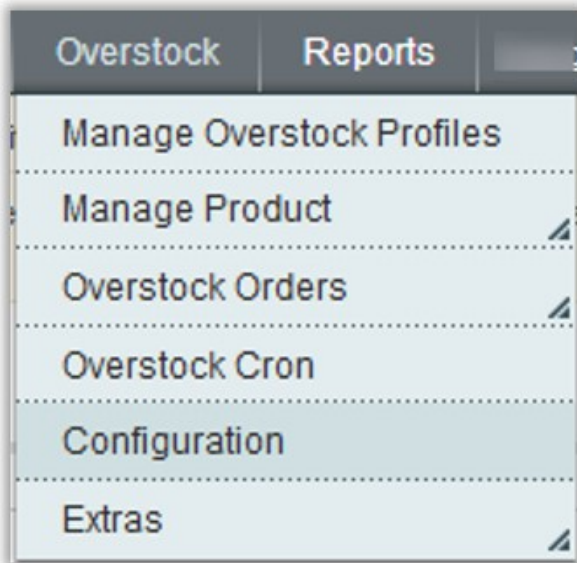 Overstock Reports
Manage Overstock Profiles
Manage Product
Overstock Orders
Overstock Cron
Configuration
Extras